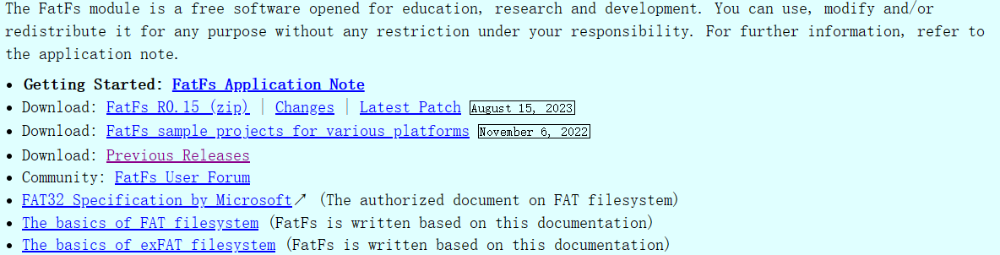 The FatFs module is a free software opened for education, research and development. You can use, modify and/or
redistribute it for any purpose without any restriction under your responsibility. For further information, refer to
the application note.
• Getting Started: FatFs Application Note
• Download: FatFs R0.15 (zip) | Changes | Latest Patch August 15, 2023
• Download: FatFs sample projects for various platforms November 6, 2022
• Download: Previous Releases
• Community: FatFs User Forum
• FAT32 Specification by Microsoft↗ (The authorized document on FAT filesystem)
• The basics of FAT filesystem (FatFs is written based on this documentation)
• The basics of exFAT filesystem (FatFs is written based on this documentation)